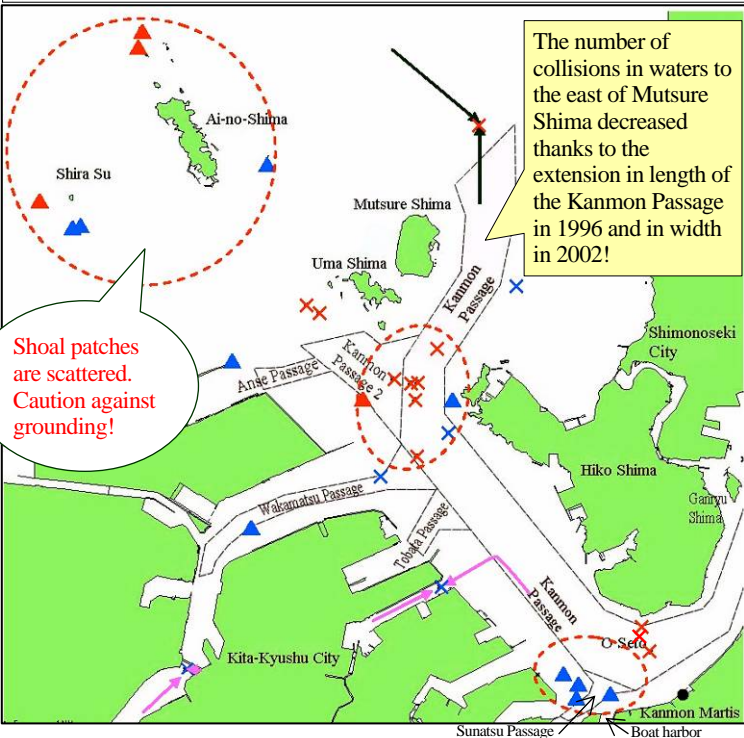 The number of
collisions in waters to
the east of Mutsure
Shima decreased
thanks to the
extension in length of
the Kanmon Passage
in 1996 and in width
in 2002!
Ai-no-Shima
Shira Su
Mutsure Shima
Uma Shima
Kanmon
Passage
Shimonoseki
City
Shoal patches
are scattered.
Caution against
grounding!
Kanmon
Passage 2
Anse Passage
Hiko Shima
Ganryu
Shima
Wakamatsu Passage
Tobata Passage
Kanmon
Passage
O Seto
Kita-Kyushu City
Kanmon Martis
Sunatsu Passage
Boat harbor